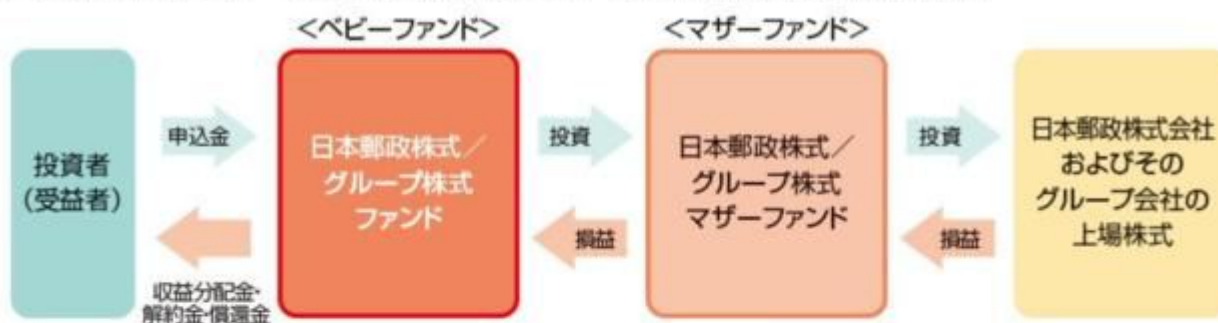 <ベビーファンド>
<マザーファンド>
投資者
(受益者)
申込金
収益分配金・
解約金・償還金
日本郵政株式／
グループ株式
ファンド
投資
損益
日本郵政株式／
グループ株式
マザーファンド
投資
損益
日本郵政株式会社
およびその
グループ会社の
上場株式